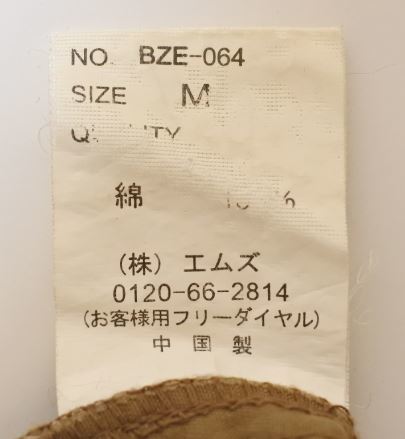 NO. BZE-064
SIZE M
QUALITY
綿
(株) エムズ
0120-66-2814
(お客様用フリーダイヤル)
中国製